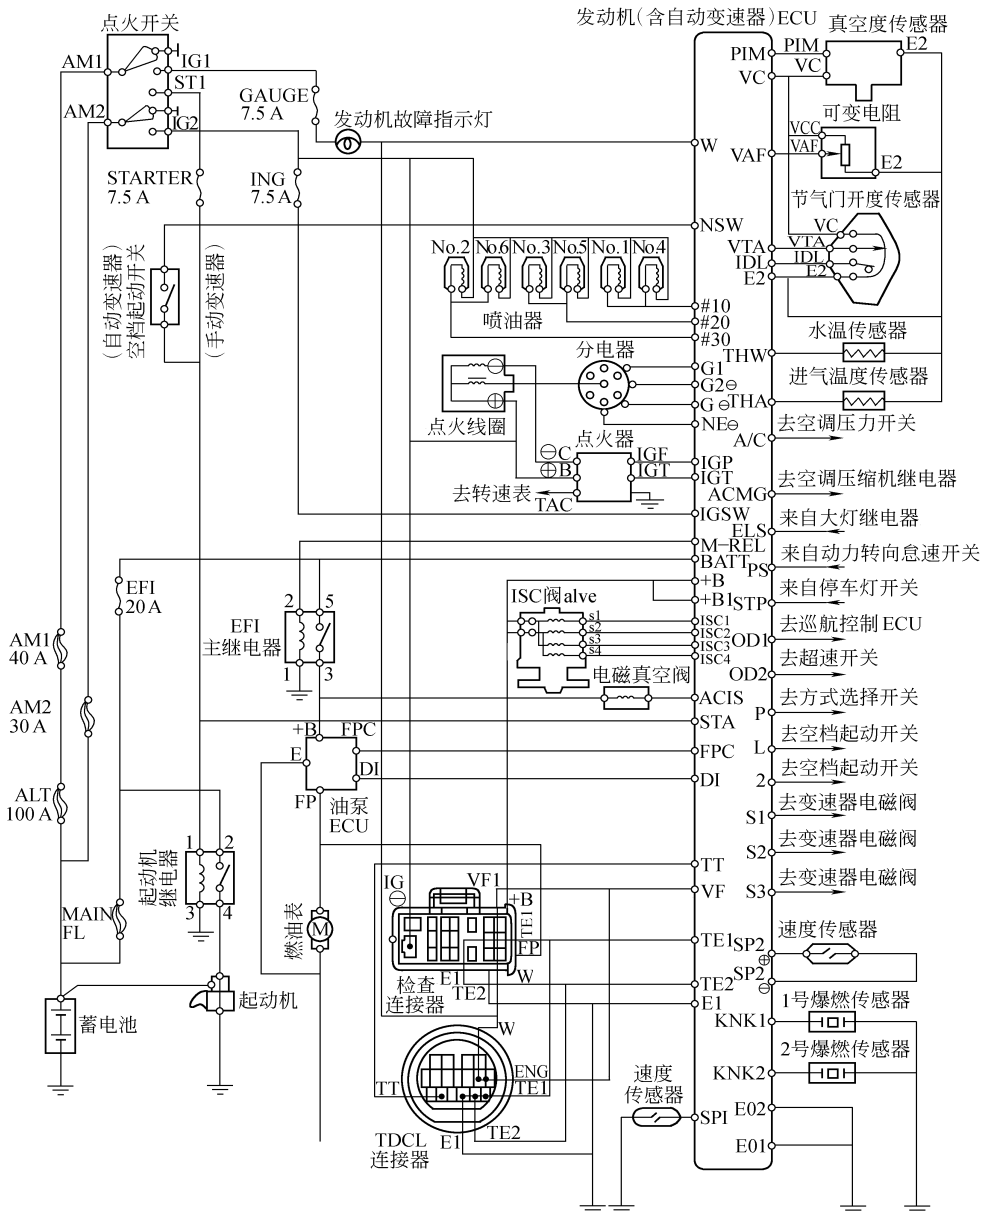 点火开关
AM1
IG1
ST1
AM2
IG2
GAUGE
7.5 A
发动机故障指示灯
STARTER
7.5 A
ING
7.5 A
(自动变速器)
空档起动开关
(手动变速器)
No.2
No.6
No.3
No.5
No.1
No.4
喷油器
分电器
点火线圈
点火器
⊖C
⊕B
IGF
IGT
去转速表
TAC
EFI
20 A
AM1
40 A
AM2
30 A
ALT
100 A
MAIN
FL
EFI
主继电器
2
5
1
3
ISC阀alve
s1
s2
s3
s4
电磁真空阀
+B
FPC
E
DI
FP
油泵
ECU
起动机
继电器
1
2
3
4
燃油表
M
IG
⊖
VF1
+B
TE1
FP
W
E1
TE2
检查
连接器
起动机
蓄电池
W
ENG
TE1
TT
TE2
E1
TDCL
连接器
速度
传感器
发动机(含自动变速器)ECU
PIM
VC
W
VAF
NSW
VTA
IDL
E2
#10
#20
#30
THW
G1
G2⊖
G⊖
THA
NE⊖
A/C
IGP
IGT
ACMG
IGSW
ELS
M-REL
BATT
PS
+B
+B1
STP
ISC1
ISC2
ISC3
ISC4
OD1
OD2
ACIS
P
STA
L
FPC
2
DI
S1
S2
TT
S3
VF
TE1
SP2
⊕
SP2
⊖
TE2
E1
KNK1
KNK2
E02
SPI
E01
真空度传感器
PIM
E2
VC
可变电阻
VCC
VAF
E2
节气门开度传感器
VC
VTA
IDL
E2
水温传感器
进气温度传感器
去空调压力开关
去空调压缩机继电器
来自大灯继电器
来自动力转向怠速开关
来自停车灯开关
去巡航控制ECU
去超速开关
去方式选择开关
去空档起动开关
去空档起动开关
去变速器电磁阀
去变速器电磁阀
去变速器电磁阀
速度传感器
1号爆燃传感器
2号爆燃传感器